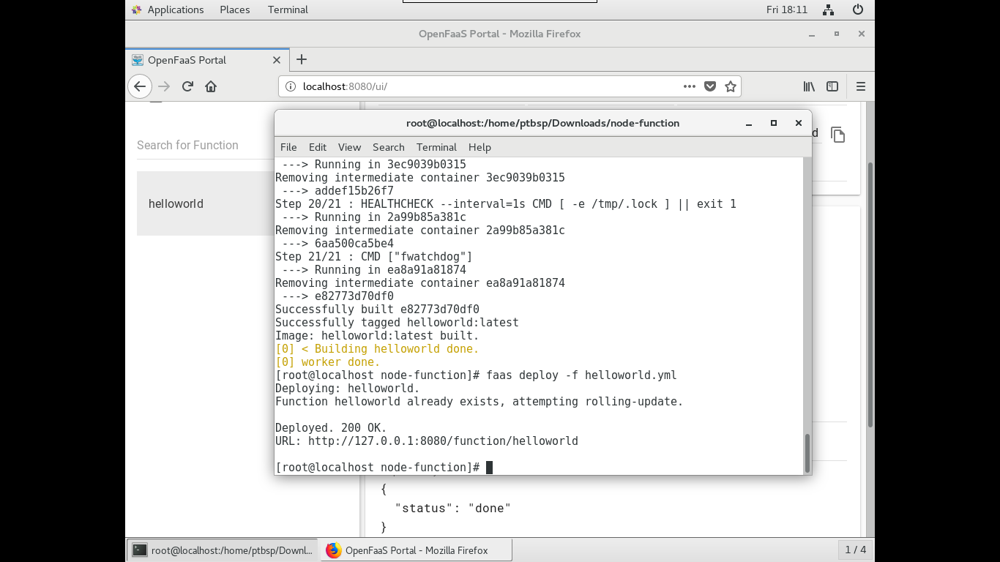 Applications Places Terminal Fri 18:11
OpenFaaS Portal - Mozilla Firefox
OpenFaaS Portal
localhost:8080/ui/
root@localhost:/home/ptbsp/Downloads/node-function
d
Search for Function
File Edit View Search Terminal Help
helloworld
 ---> Running in 3ec9039b0315
Removing intermediate container 3ec9039b0315
 ---> addef15b26f7
Step 20/21 : HEALTHCHECK --interval=1s CMD [ -e /tmp/.lock ] || exit 1
 ---> Running in 2a99b85a381c
Removing intermediate container 2a99b85a381c
 ---> 6aa500ca5be4
Step 21/21 : CMD ["fwatchdog"]
 ---> Running in ea8a91a81874
Removing intermediate container ea8a91a81874
 ---> e82773d70df0
Successfully built e82773d70df0
Successfully tagged helloworld:latest
Image: helloworld:latest built.
[0] < Building helloworld done.
[0] worker done.
[root@localhost node-function]# faas deploy -f helloworld.yml
Deploying: helloworld.
Function helloworld already exists, attempting rolling-update.
Deployed. 200 OK.
URL: http://127.0.0.1:8080/function/helloworld
[root@localhost node-function]#
{
"status": "done"
}
root@localhost:/home/ptbsp/Downl... OpenFaaS Portal - Mozilla Firefox 1 / 4